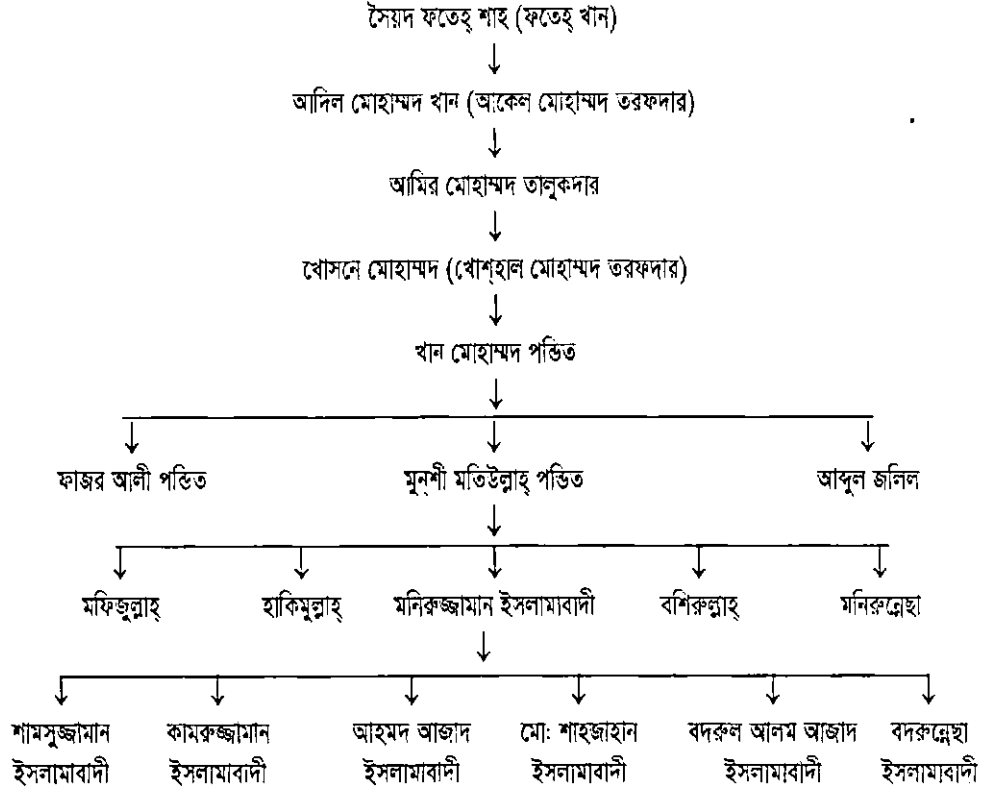 সৈয়দ ফতেহ্ শাহ (ফতেহ্ খান)
আদিল মোহাম্মদ খান (আকেল মোহাম্মদ তরফদার)
আমির মোহাম্মদ তালুকদার
খোসনে মোহাম্মদ (খোশ্হাল মোহাম্মদ তরফদার)
খান মোহাম্মদ পন্ডিত
ফাজর আলী পন্ডিত মুন্শী মতিউল্লাহ্ পন্ডিত আব্দুল জলিল
মফিজুল্লাহ্ হাকিমুল্লাহ্ মনিরুজ্জামান ইসলামাবাদী বশিরুল্লাহ্ মনিরুন্নেছা
শামসুজ্জামান কামরুজ্জামান আহমদ আজাদ মো: শাহজাহান বদরুল আলম আজাদ বদরুন্নেছা
ইসলামাবাদী ইসলামাবাদী ইসলামাবাদী ইসলামাবাদী ইসলামাবাদী ইসলামাবাদী